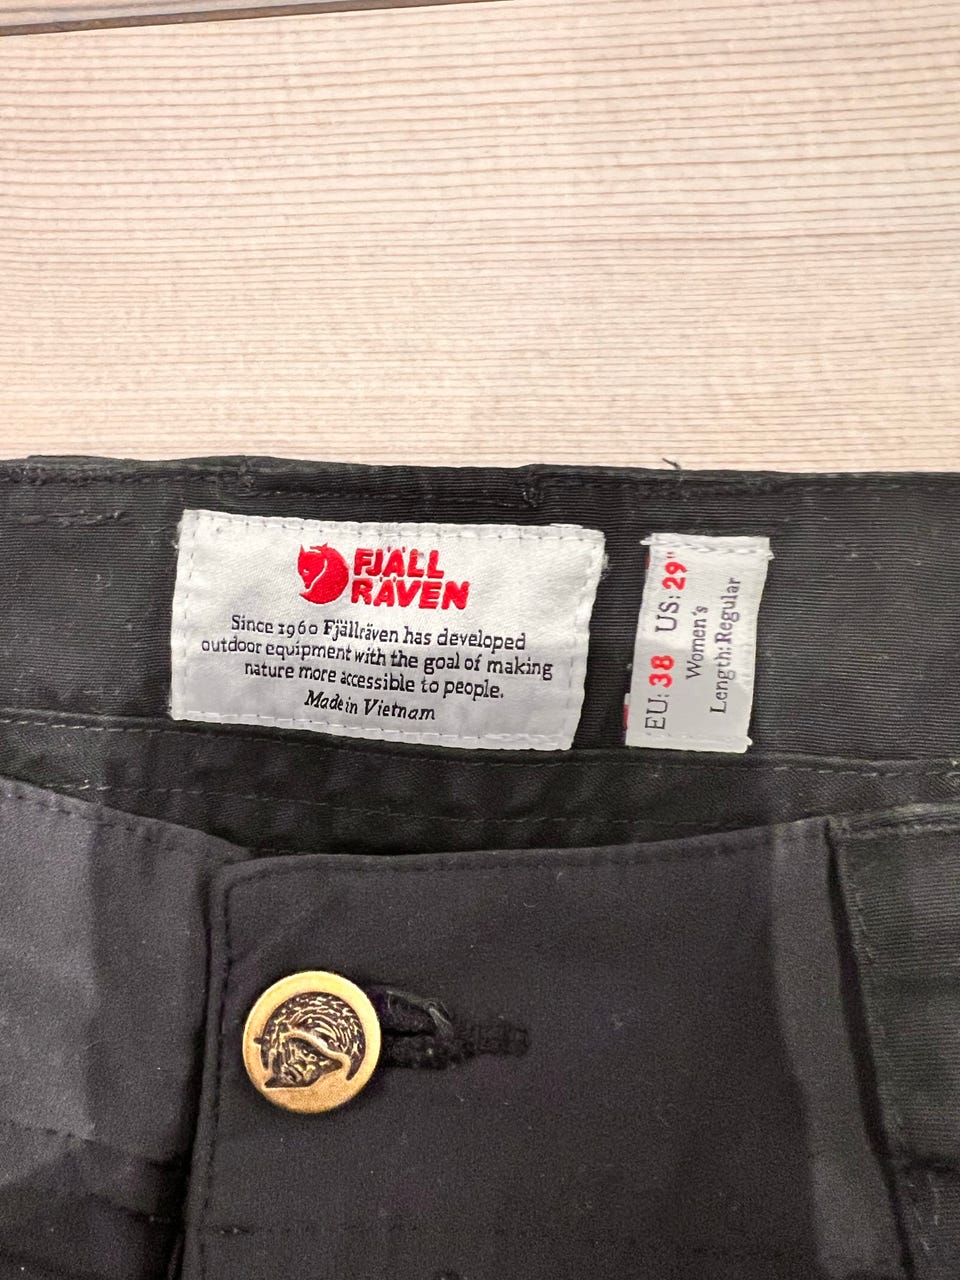 FJÄLL
RÄVEN
Since 1960 Fjällräven has developed
outdoor equipment with the goal of making
nature more accessible to people.
Made in Vietnam
EU: 38 US: 29"
Women's
Length: Regular